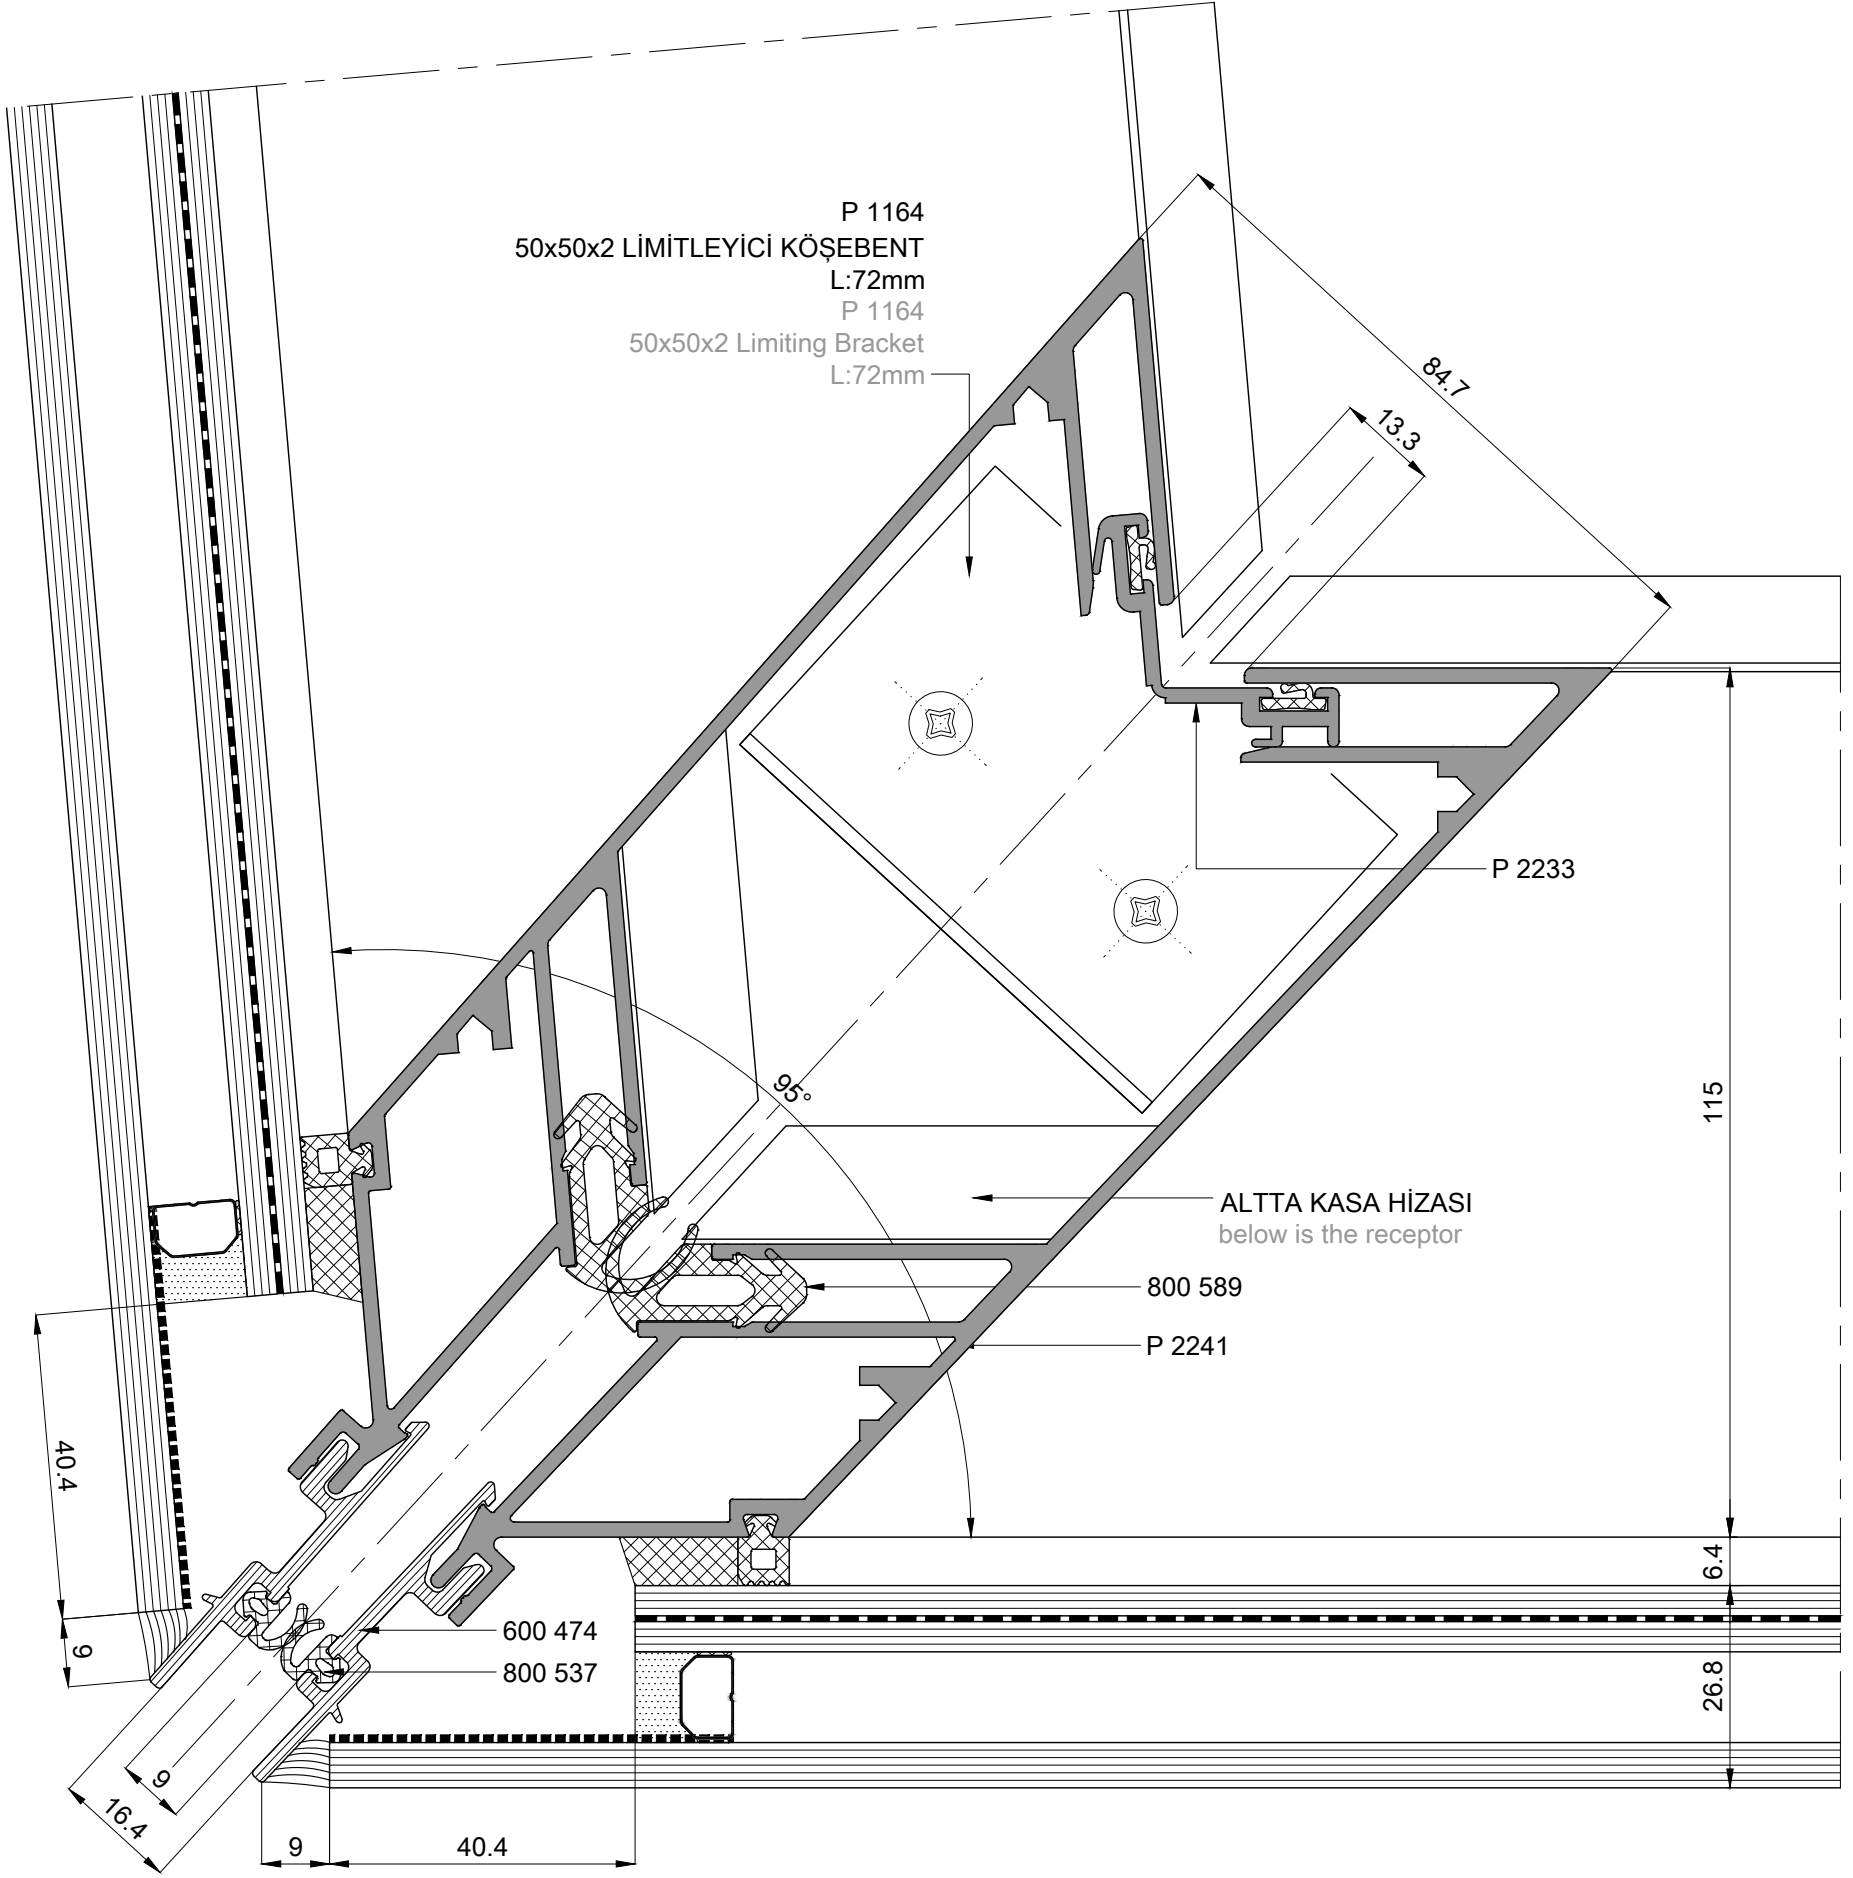 P 1164
50x50x2 LİMİTLEYİCİ KÖŞEBENT
L:72mm
P 1164
50x50x2 Limiting Bracket
L:72mm
84.7
13.3
P 2233
95°
115
ALTTA KASA HİZASI
below is the receptor
800 589
P 2241
40.4
9
6.4
600 474
800 537
26.8
9
16.4
9
40.4